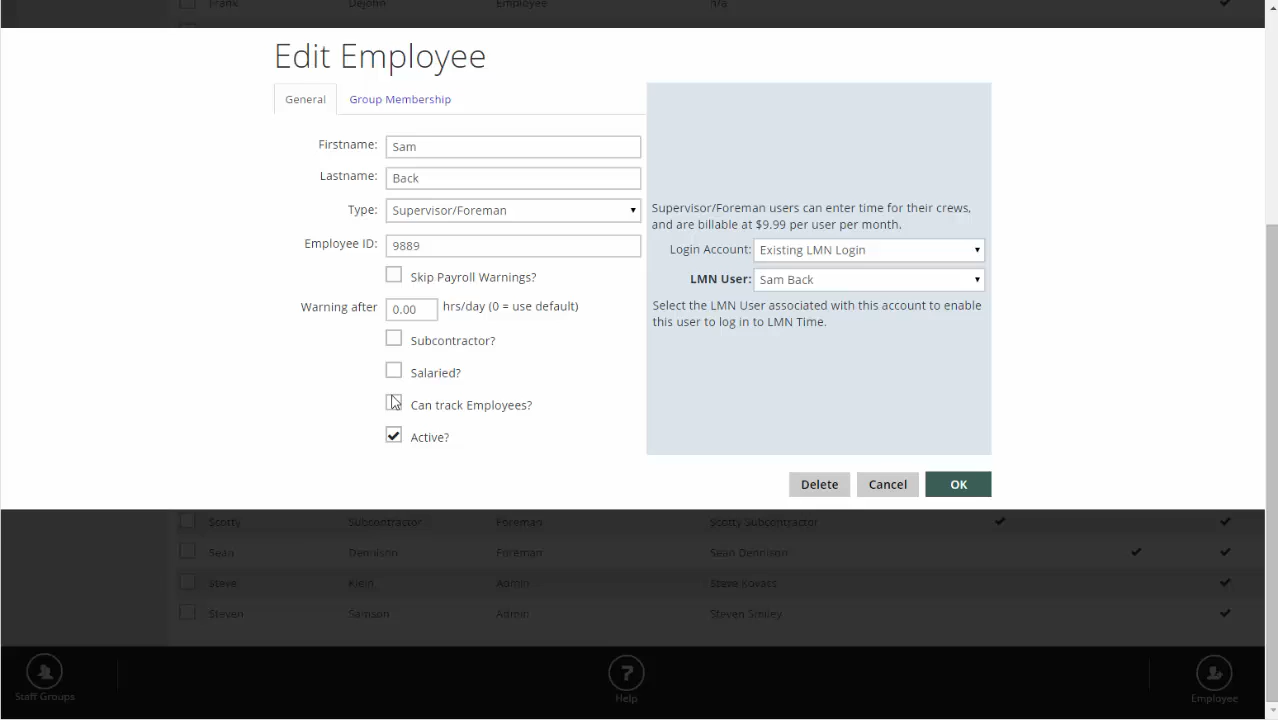 Frank Dejohn Employee n/a
Edit Employee
General Group Membership
Firstname: Sam
Lastname: Back
Type: Supervisor/Foreman
Employee ID: 9889
Skip Payroll Warnings?
Warning after 0.00 hrs/day (0 = use default)
Subcontractor?
Salaried?
Can track Employees?
Active?
Supervisor/Foreman users can enter time for their crews,
and are billable at $9.99 per user per month.
Login Account: Existing LMN Login
LMN User: Sam Back
Select the LMN User associated with this account to enable
this user to log in to LMN Time.
Delete Cancel OK
Scotty Subcontractor Foreman Scotty Subcontractor
Sean Dennison Foreman Sean Dennison
Steve Klein Admin Steve Kovacs
Steven Samson Admin Steven Smiley
Staff Groups Help Employee